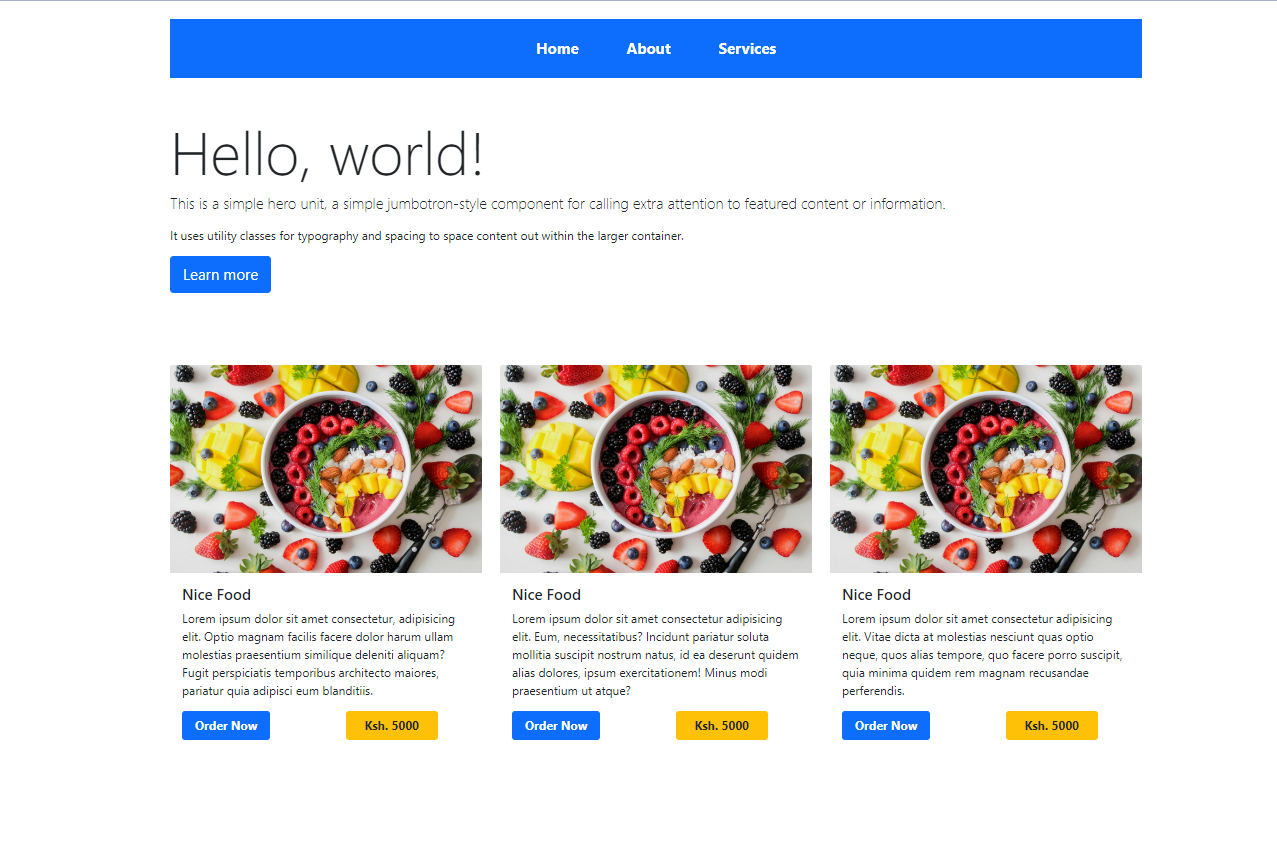 Home About Services
Hello, world!
This is a simple hero unit, a simple jumbotron-style component for calling extra attention to featured content or information.
It uses utility classes for typography and spacing to space content out within the larger container.
Learn more
Nice Food
Lorem ipsum dolor sit amet consectetur, adipisicing
elit. Optio magnam facilis facere dolor harum ullam
molestias praesentium similique deleniti aliquam?
Fugit perspiciatis temporibus architecto maiores,
pariatur quia adipisci eum blanditiis.
Order Now Ksh. 5000
Nice Food
Lorem ipsum dolor sit amet consectetur adipisicing
elit. Eum, necessitatibus? Incidunt pariatur soluta
mollitia suscipit nostrum natus, id ea deserunt quidem
alias dolores, ipsum exercitationem! Minus modi
praesentium ut atque?
Order Now Ksh. 5000
Nice Food
Lorem ipsum dolor sit amet consectetur adipisicing
elit. Vitae dicta at molestias nesciunt quas optio
neque, quos alias tempore, quo facere porro suscipit,
quia minima quidem rem magnam recusandae
perferendis.
Order Now Ksh. 5000